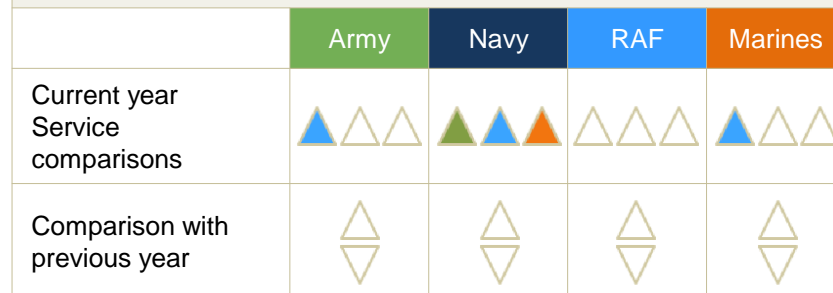 Army Navy RAF Marines
Current year
Service
comparisons
Comparison with
previous year